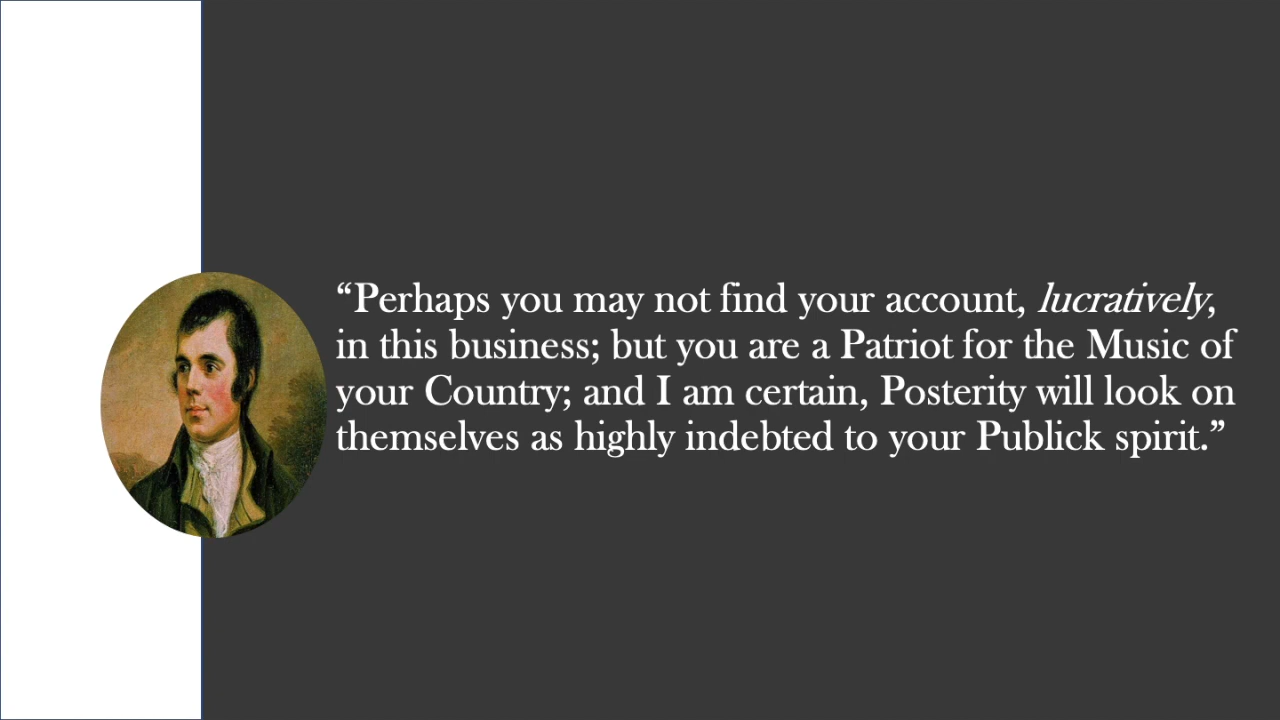 “Perhaps you may not find your account, lucratively,
in this business; but you are a Patriot for the Music of
your Country; and I am certain, Posterity will look on
themselves as highly indebted to your Publick spirit.”